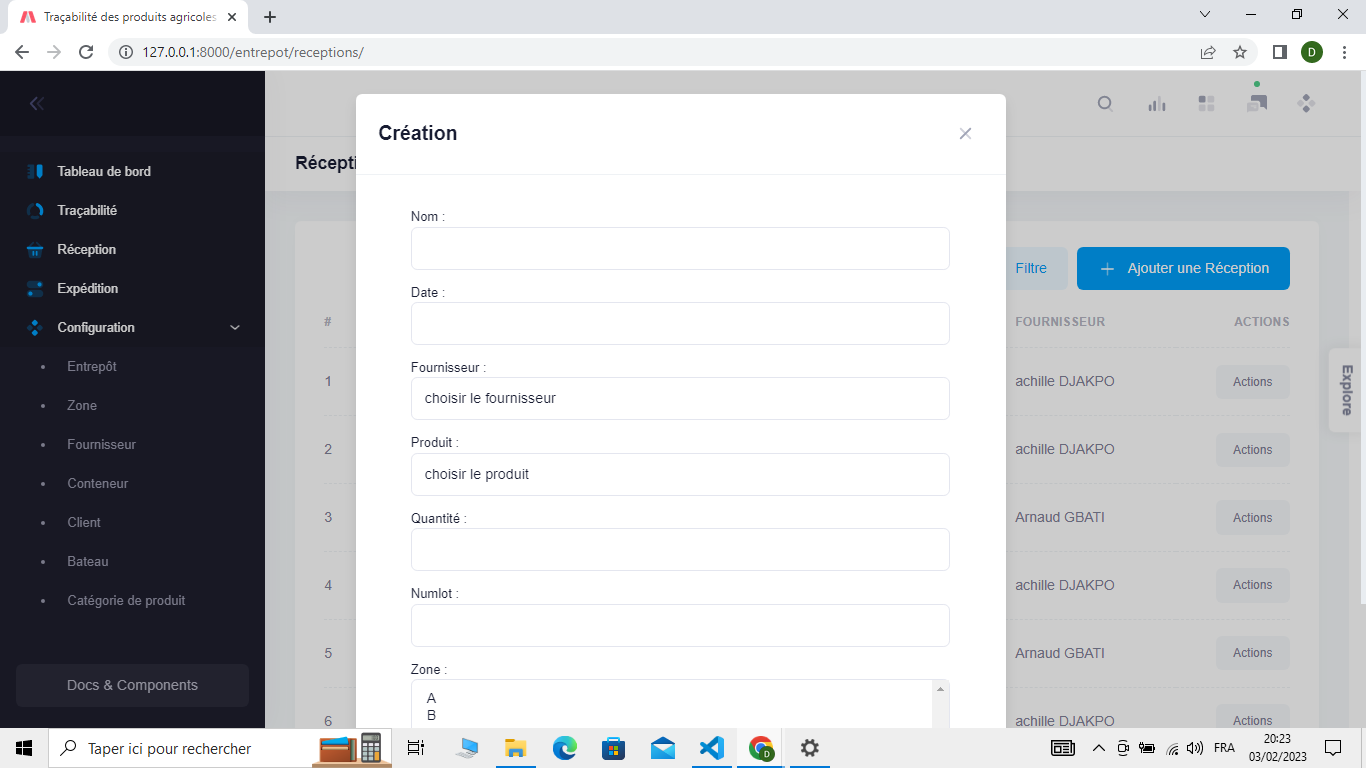 Traçabilité des produits agricoles
127.0.0.1:8000/entrepot/receptions/
D
Tableau de bord
Traçabilité
Réception
Expédition
Configuration
Entrepôt
Zone
Fournisseur
Conteneur
Client
Bateau
Catégorie de produit
Docs & Components
Récepti
Création
Nom :
Date :
Fournisseur :
choisir le fournisseur
Produit :
choisir le produit
Quantité :
Numlot :
Zone :
A
B
Filtre
Ajouter une Réception
# FOURNISSEUR ACTIONS
1 achille DJAKPO Actions
2 achille DJAKPO Actions
3 Arnaud GBATI Actions
4 achille DJAKPO Actions
5 Arnaud GBATI Actions
6 achille DJAKPO Actions
Explore
Taper ici pour rechercher
D
FRA
20:23
03/02/2023